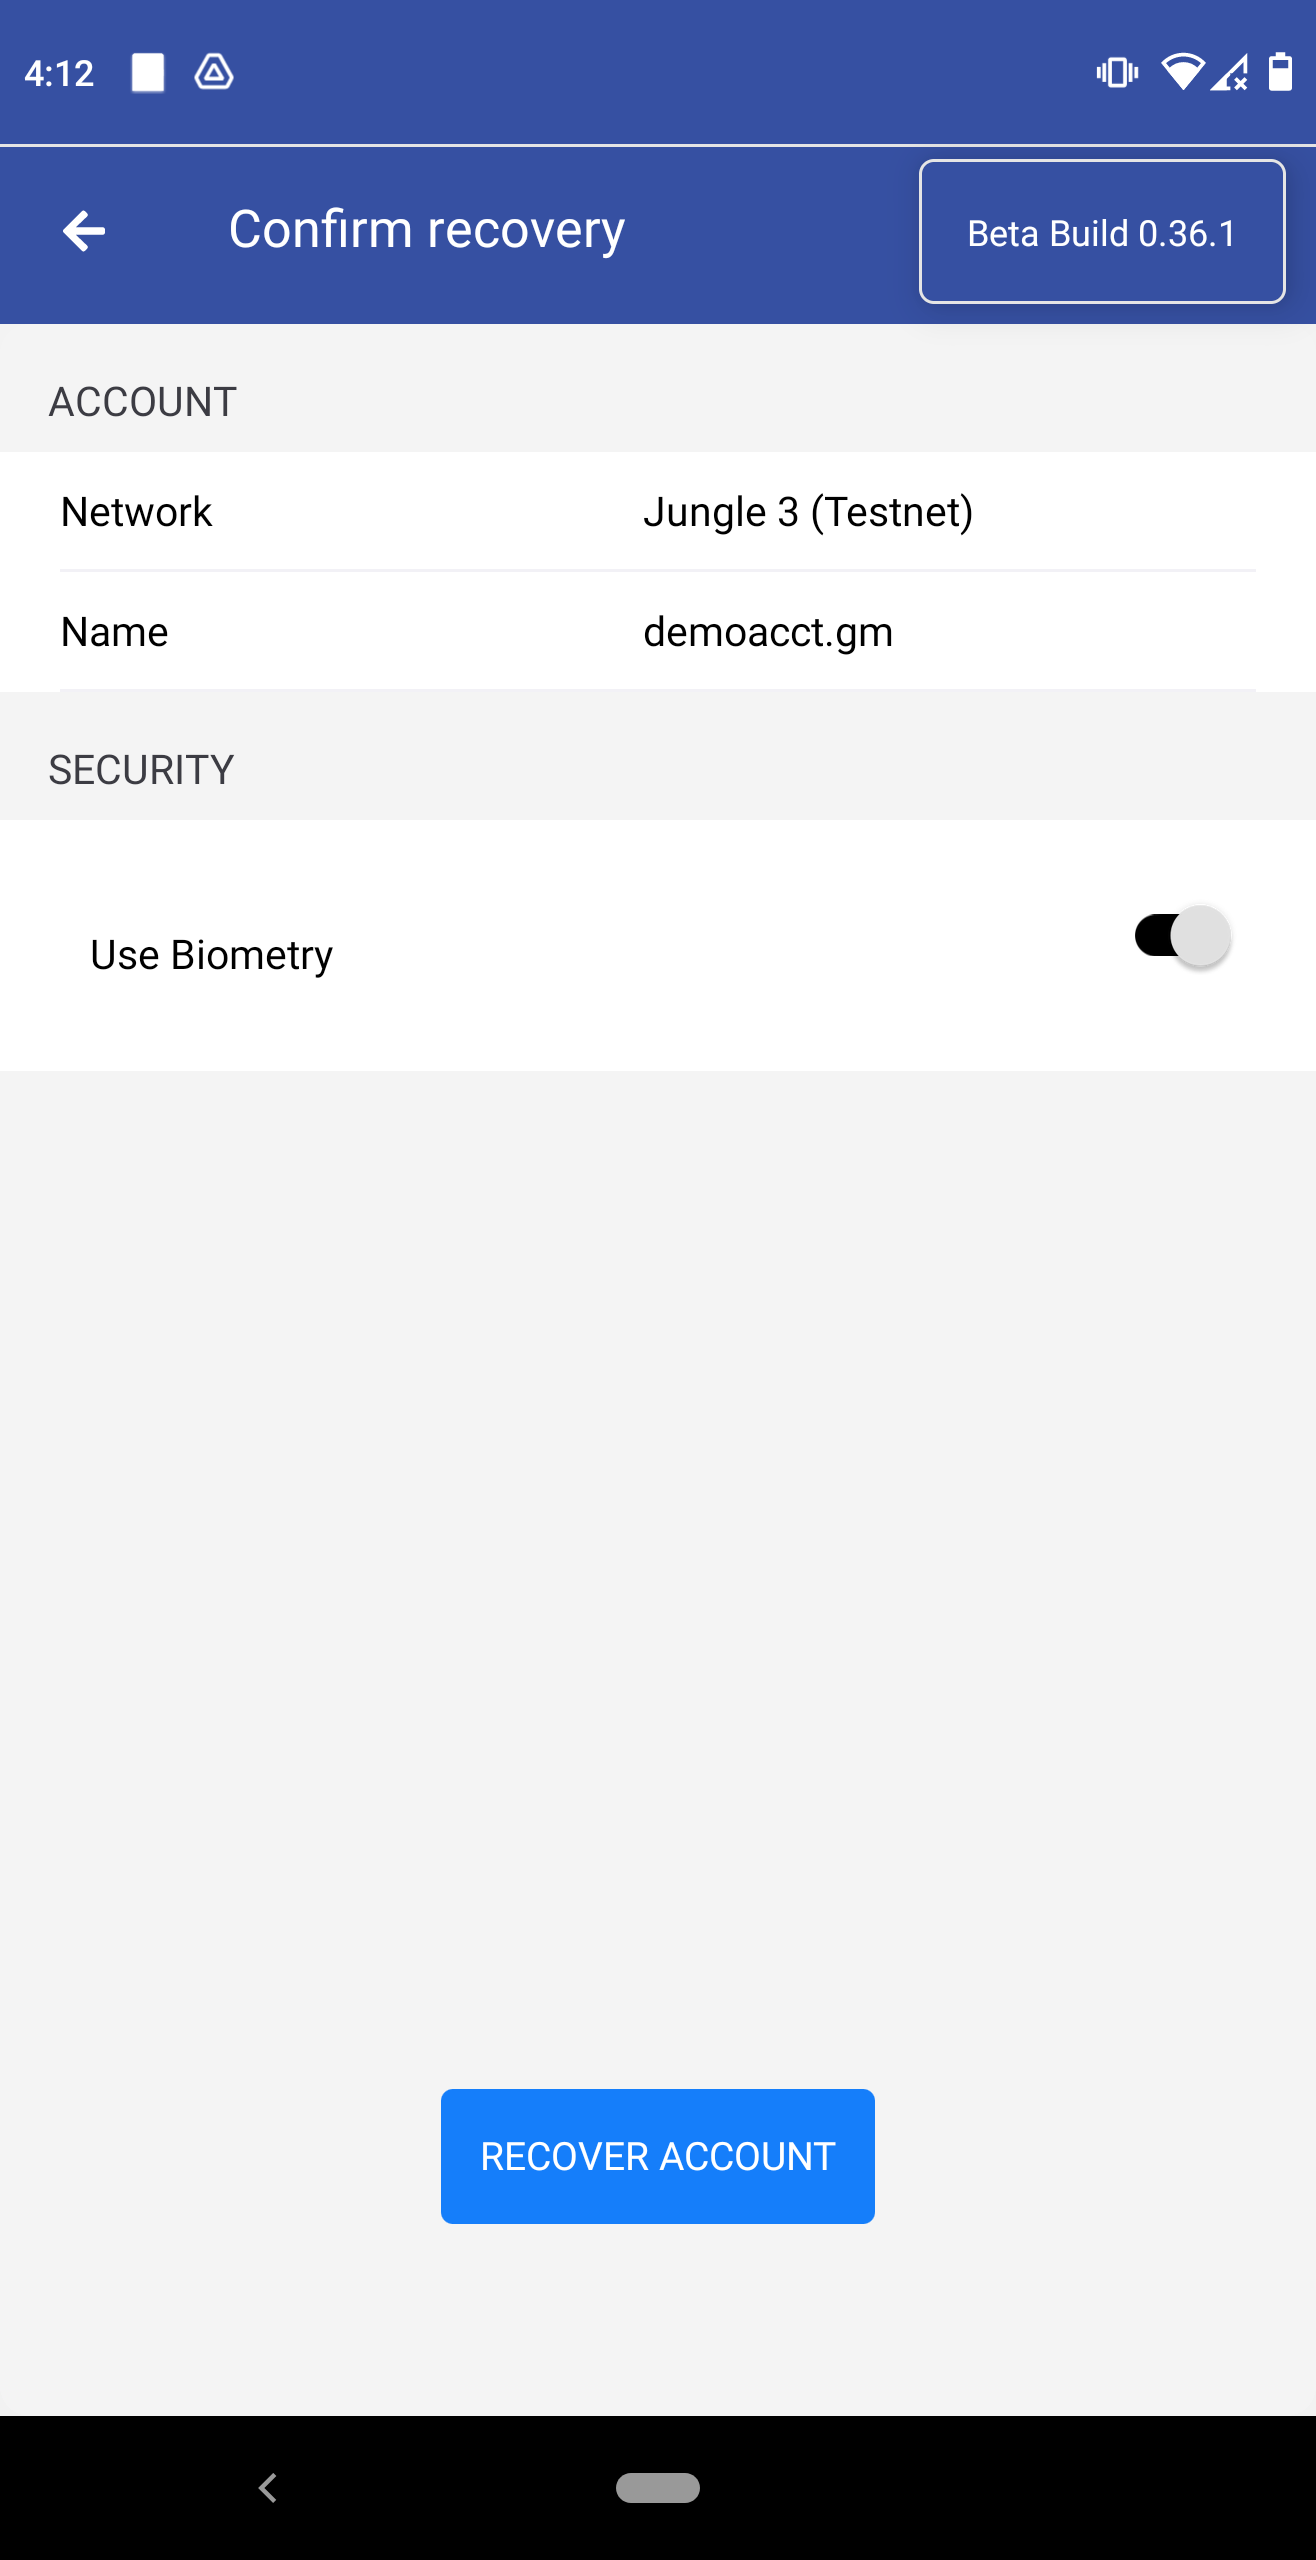 4:12
Confirm recovery
Beta Build 0.36.1
ACCOUNT
Network Jungle 3 (Testnet)
Name demoacct.gm
SECURITY
Use Biometry
RECOVER ACCOUNT